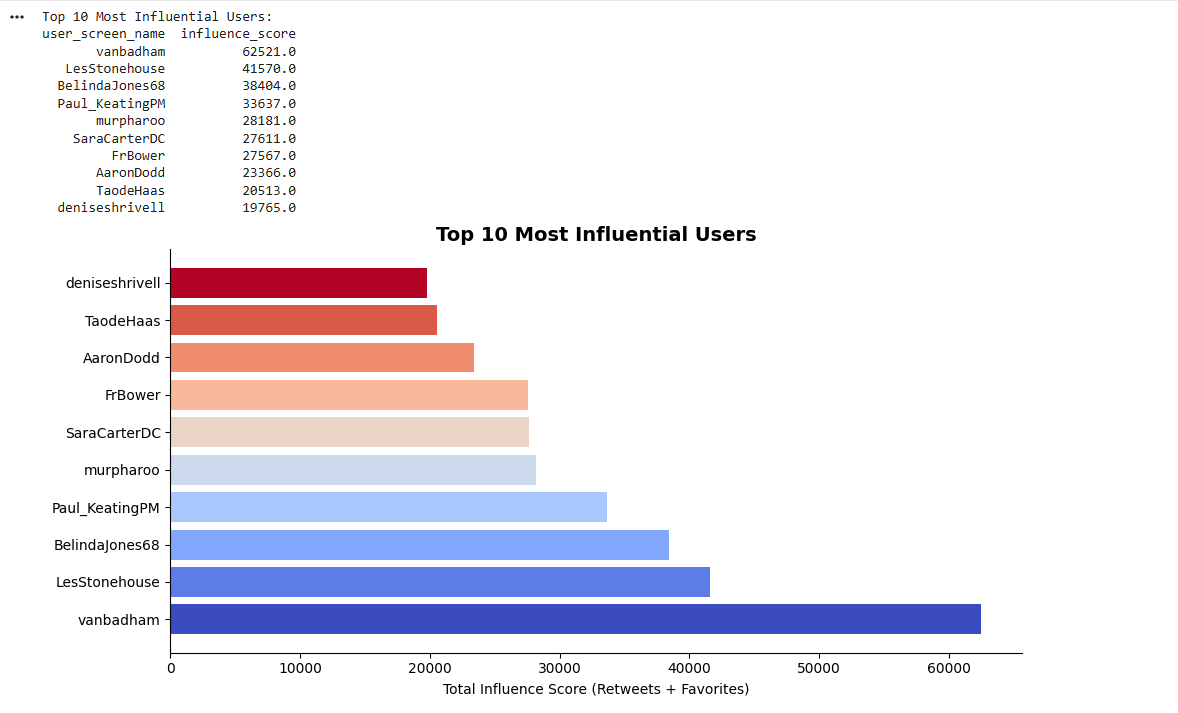 Top 10 Most Influential Users:
user_screen_name influence_score
vanbadham 62521.0
LesStonehouse 41570.0
BelindaJones68 38404.0
Paul_KeatingPM 33637.0
murpharoo 28181.0
SaraCarterDC 27611.0
FrBower 27567.0
AaronDodd 23366.0
TaodeHaas 20513.0
deniseshrivell 19765.0
Top 10 Most Influential Users
deniseshrivell
TaodeHaas
AaronDodd
FrBower
SaraCarterDC
murpharoo
Paul_KeatingPM
BelindaJones68
LesStonehouse
vanbadham
0 10000 20000 30000 40000 50000 60000
Total Influence Score (Retweets + Favorites)